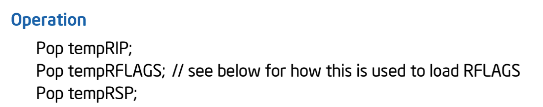 Operation
Pop tempRIP;
Pop tempRFLAGS; // see below for how this is used to load RFLAGS
Pop tempRSP;